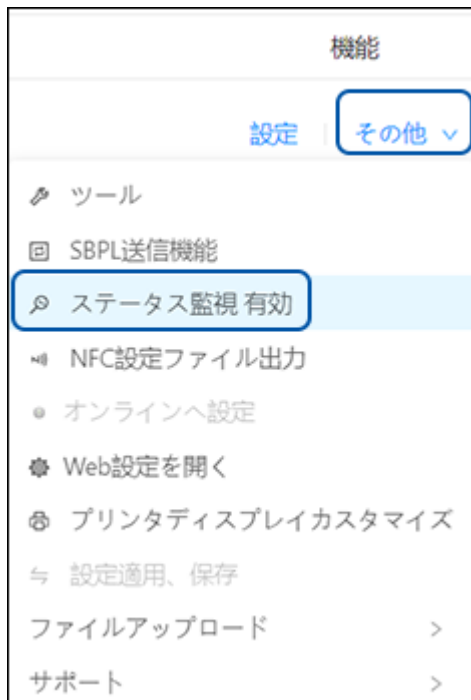 機能
設定 その他
ツール
SBPL送信機能
ステータス監視 有効
NFC設定ファイル出力
オンラインへ設定
Web設定を開く
プリンタディスプレイカスタマイズ
設定適用、保存
ファイルアップロード
サポート